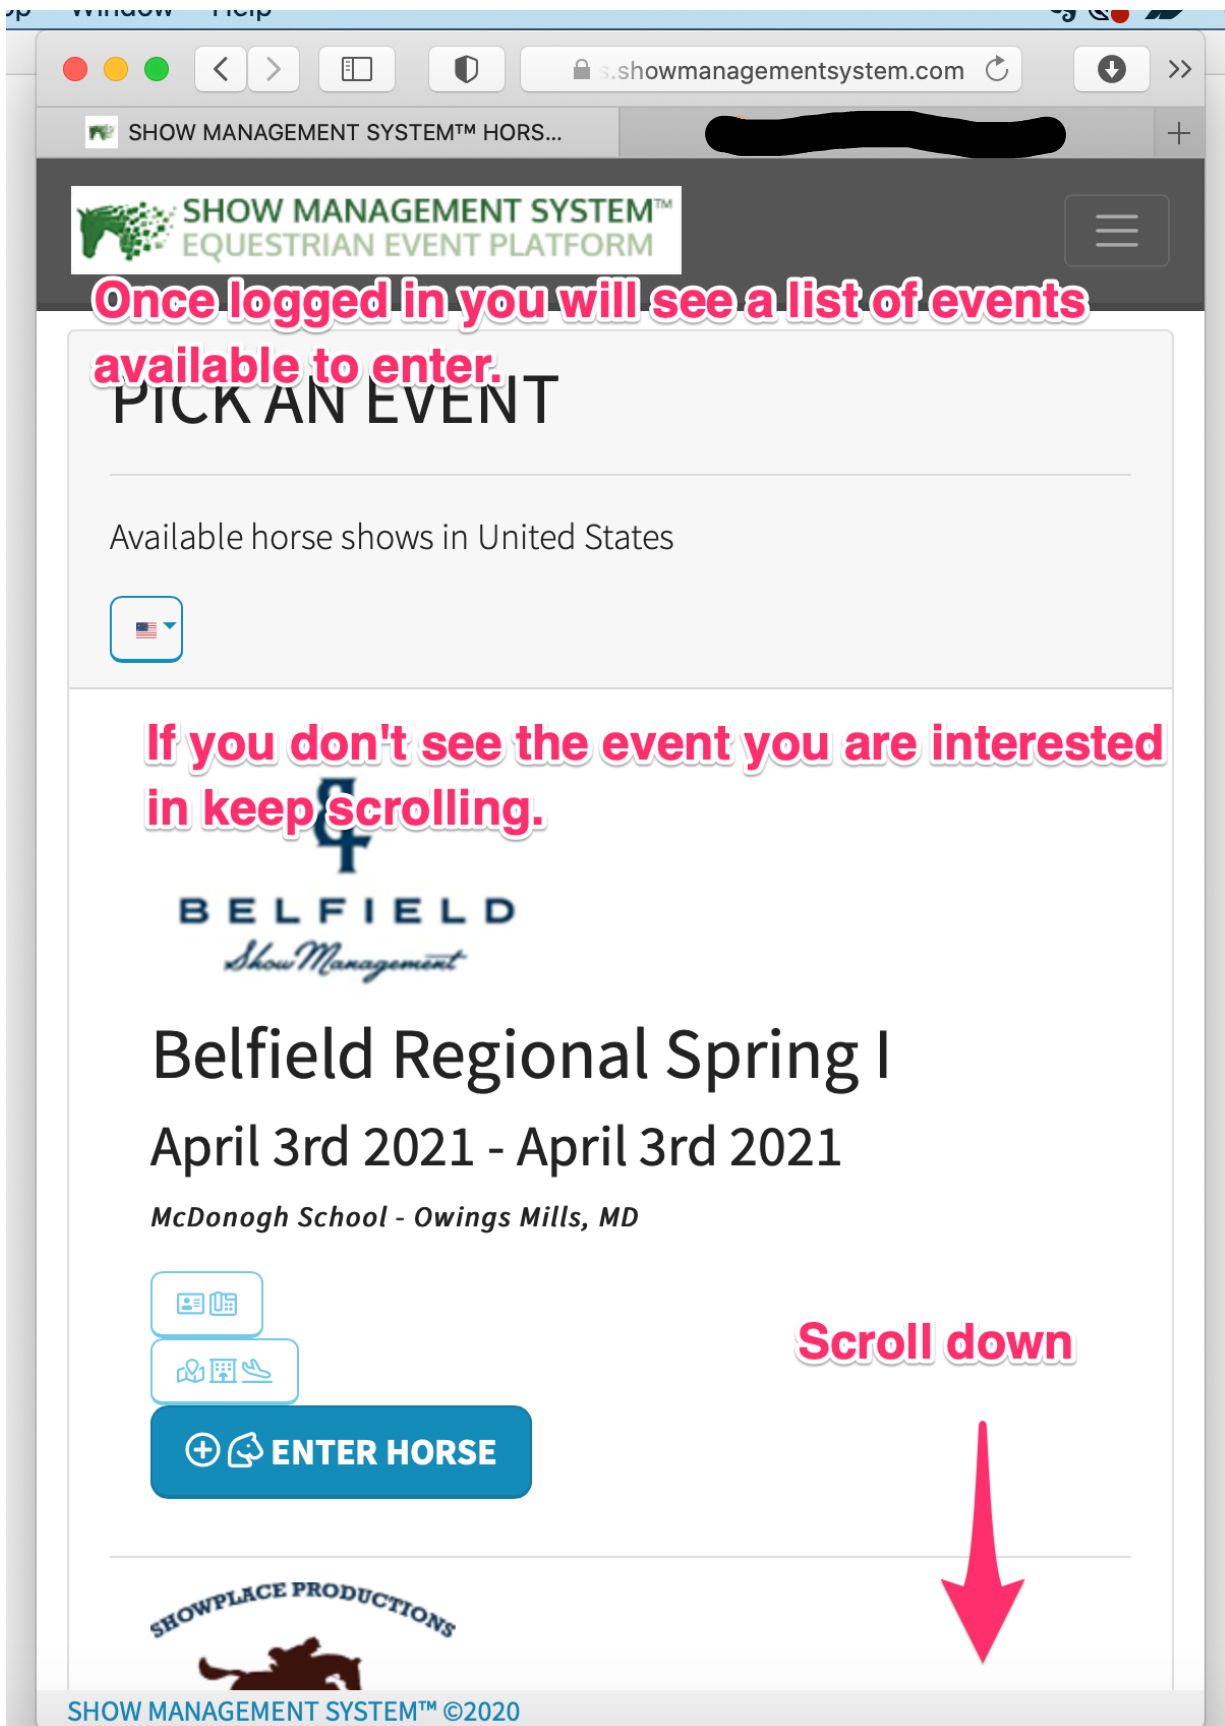 Window Help
s.showmanagementsystem.com
SHOW MANAGEMENT SYSTEM™ HORS...
SHOW MANAGEMENT SYSTEM™
EQUESTRIAN EVENT PLATFORM
Once logged in you will see a list of events
available to enter.
PICK AN EVENT
Available horse shows in United States
If you don't see the event you are interested
in keep scrolling.
BELFIELD
Show Management
Belfield Regional Spring I
April 3rd 2021 - April 3rd 2021
McDonogh School - Owings Mills, MD
Scroll down
ENTER HORSE
SHOWPLACE PRODUCTIONS
SHOW MANAGEMENT SYSTEM™ ©2020